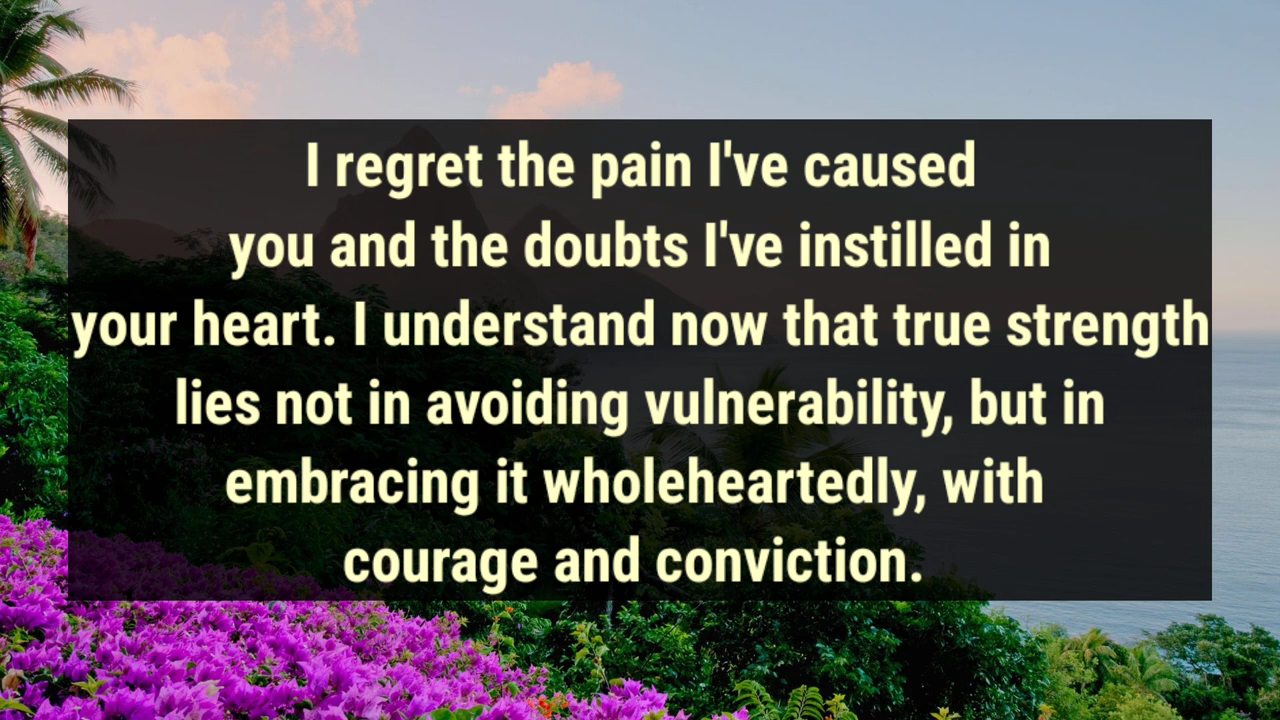 I regret the pain I've caused
you and the doubts I've instilled in
your heart. I understand now that true strength
lies not in avoiding vulnerability, but in
embracing it wholeheartedly, with
courage and conviction.